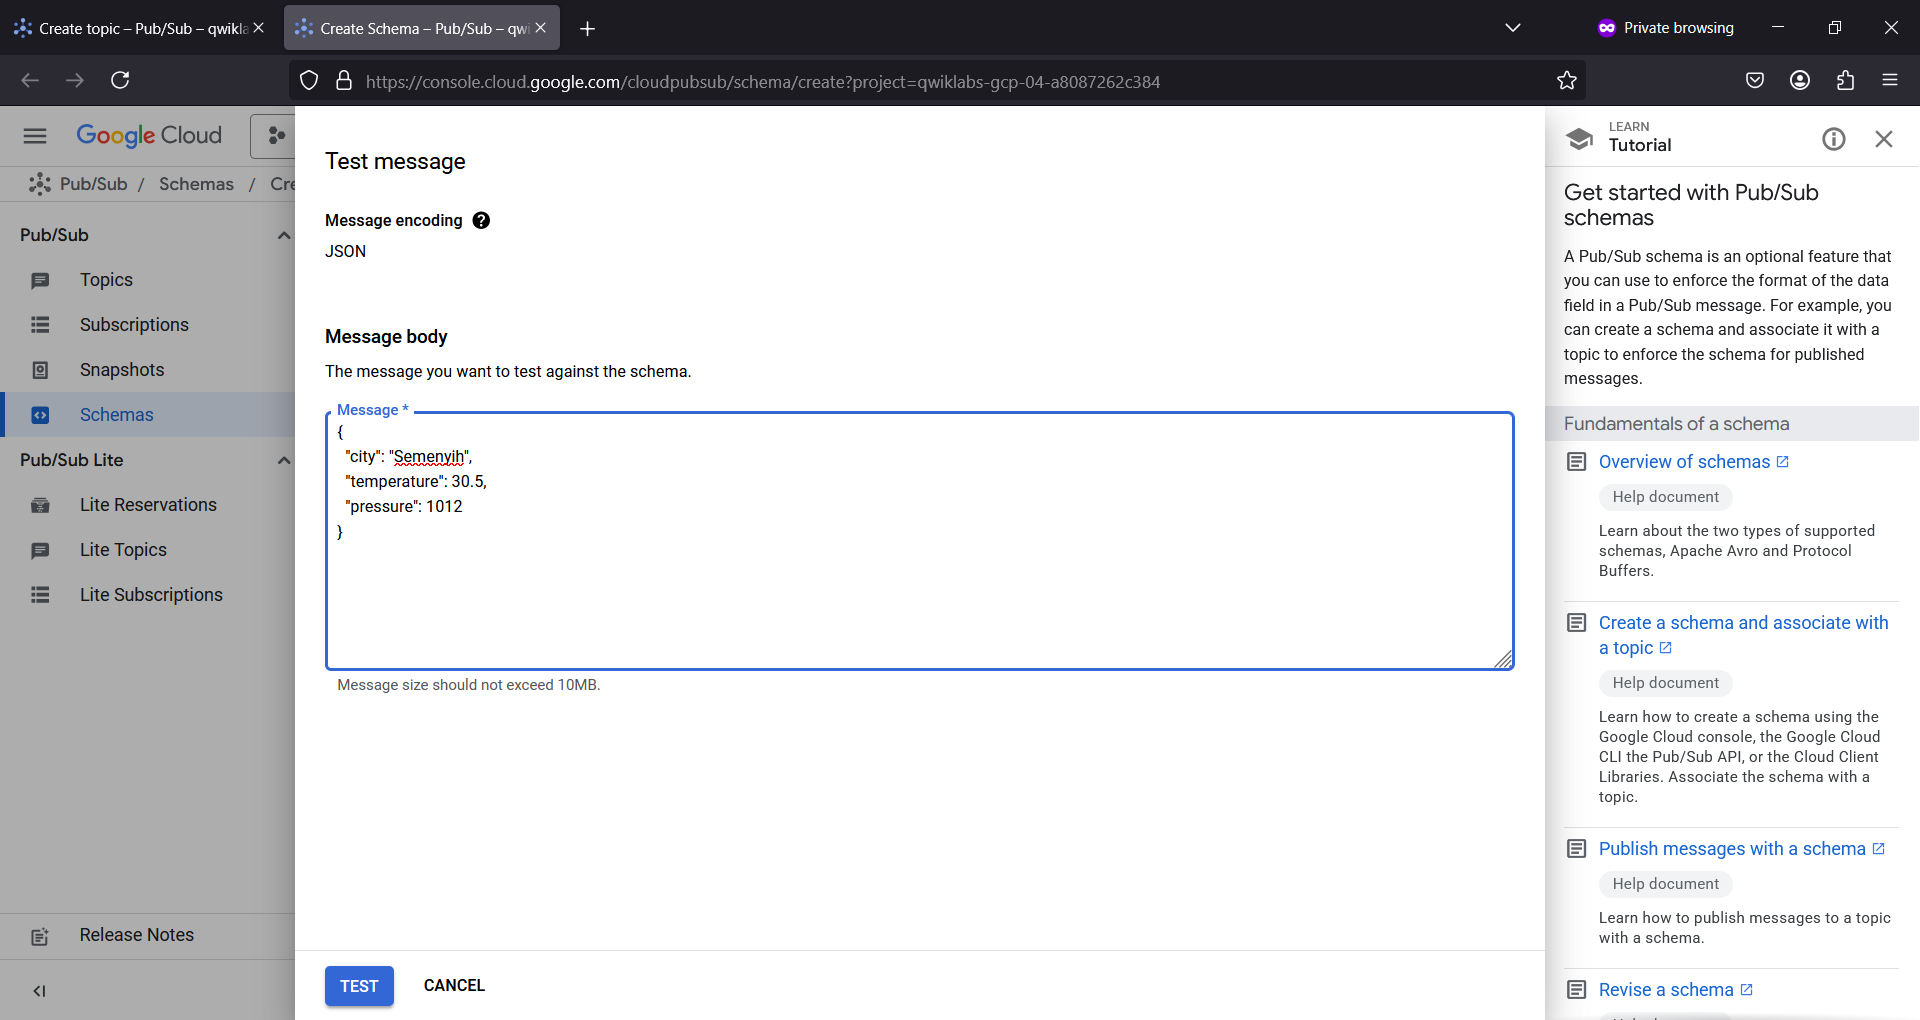 Create topic – Pub/Sub – qwikla
Create Schema – Pub/Sub – qwi
Private browsing
https://console.cloud.google.com/cloudpubsub/schema/create?project=qwiklabs-gcp-04-a8087262c384
Google Cloud
Pub/Sub / Schemas / Cre
Pub/Sub
Topics
Subscriptions
Snapshots
Schemas
Pub/Sub Lite
Lite Reservations
Lite Topics
Lite Subscriptions
Release Notes
Test message
Message encoding
JSON
Message body
The message you want to test against the schema.
Message *
{
"city": "Semenyih",
"temperature": 30.5,
"pressure": 1012
}
Message size should not exceed 10MB.
TEST
CANCEL
LEARN
Tutorial
Get started with Pub/Sub
schemas
A Pub/Sub schema is an optional feature that
you can use to enforce the format of the data
field in a Pub/Sub message. For example, you
can create a schema and associate it with a
topic to enforce the schema for published
messages.
Fundamentals of a schema
Overview of schemas
Help document
Learn about the two types of supported
schemas, Apache Avro and Protocol
Buffers.
Create a schema and associate with
a topic
Help document
Learn how to create a schema using the
Google Cloud console, the Google Cloud
CLI the Pub/Sub API, or the Cloud Client
Libraries. Associate the schema with a
topic.
Publish messages with a schema
Help document
Learn how to publish messages to a topic
with a schema.
Revise a schema